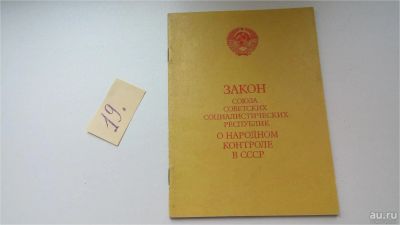 19.
ЗАКОН
СОЮЗА
СОВЕТСКИХ
СОЦИАЛИСТИЧЕСКИХ
РЕСПУБЛИК
О НАРОДНОМ
КОНТРОЛЕ
В СССР
au.ru